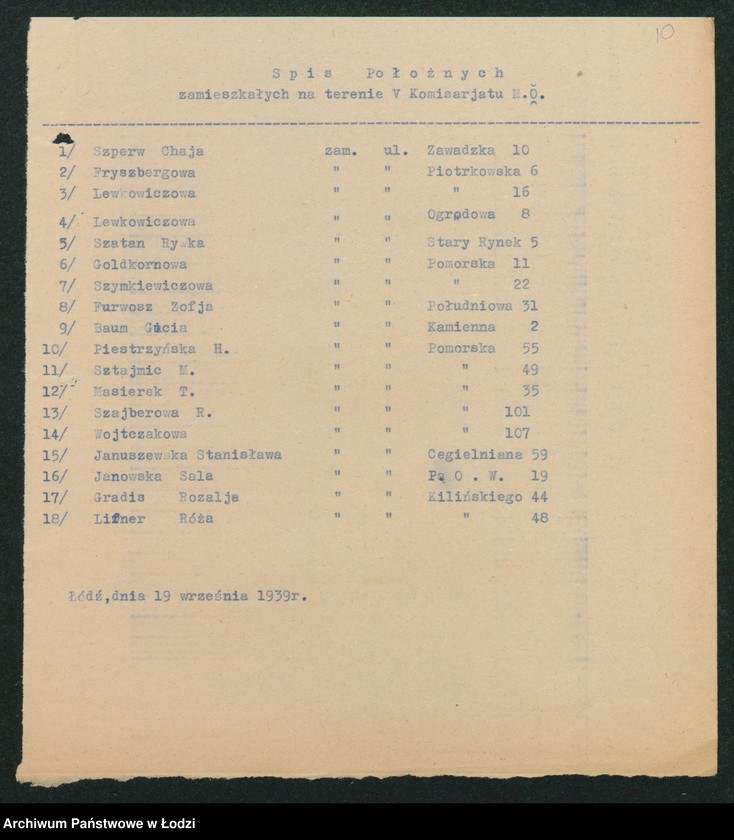 10
Spis Położnych
zamieszkałych na terenie V Komisarjatu M.O.
1/ Szperw Chaja zam. ul. Zawadzka 10
2/ Fryszbergowa " " Piotrkowska 6
3/ Lewkowiczowa " " " 16
4/ Lewkowiczowa " " Ogrodowa 8
5/ Szatan Rywka " " Stary Rynek 5
6/ Goldkornowa " " Pomorska 11
7/ Szymkiewiczowa " " " 22
8/ Furwosz Zofja " " Południowa 31
9/ Baum Gucia " " Kamienna 2
10/ Piestrzyńska H. " " Pomorska 55
11/ Sztajmic M. " " " 49
12/ Masierek T. " " " 35
13/ Szajberowa R. " " " 101
14/ Wojtczakowa " " " 107
15/ Januszewska Stanisława " " Cegielniana 59
16/ Janowska Sala " " P. O . W. 19
17/ Gradis Rozalja " " Kilińskiego 44
18/ Róża " " " 48
Łódź,dnia 19 września 1939r.
Archiwum Państwowe w Łodzi